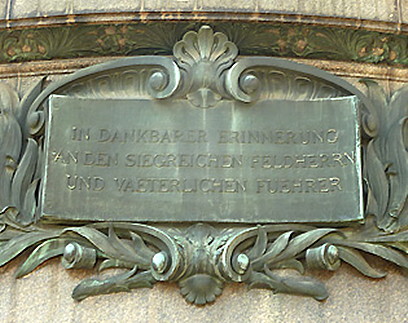 IN DANKBARER ERINNERUNG
AN DEN SIEGREICHEN FELDHERRN
UND VAETERLICHEN FUEHRER